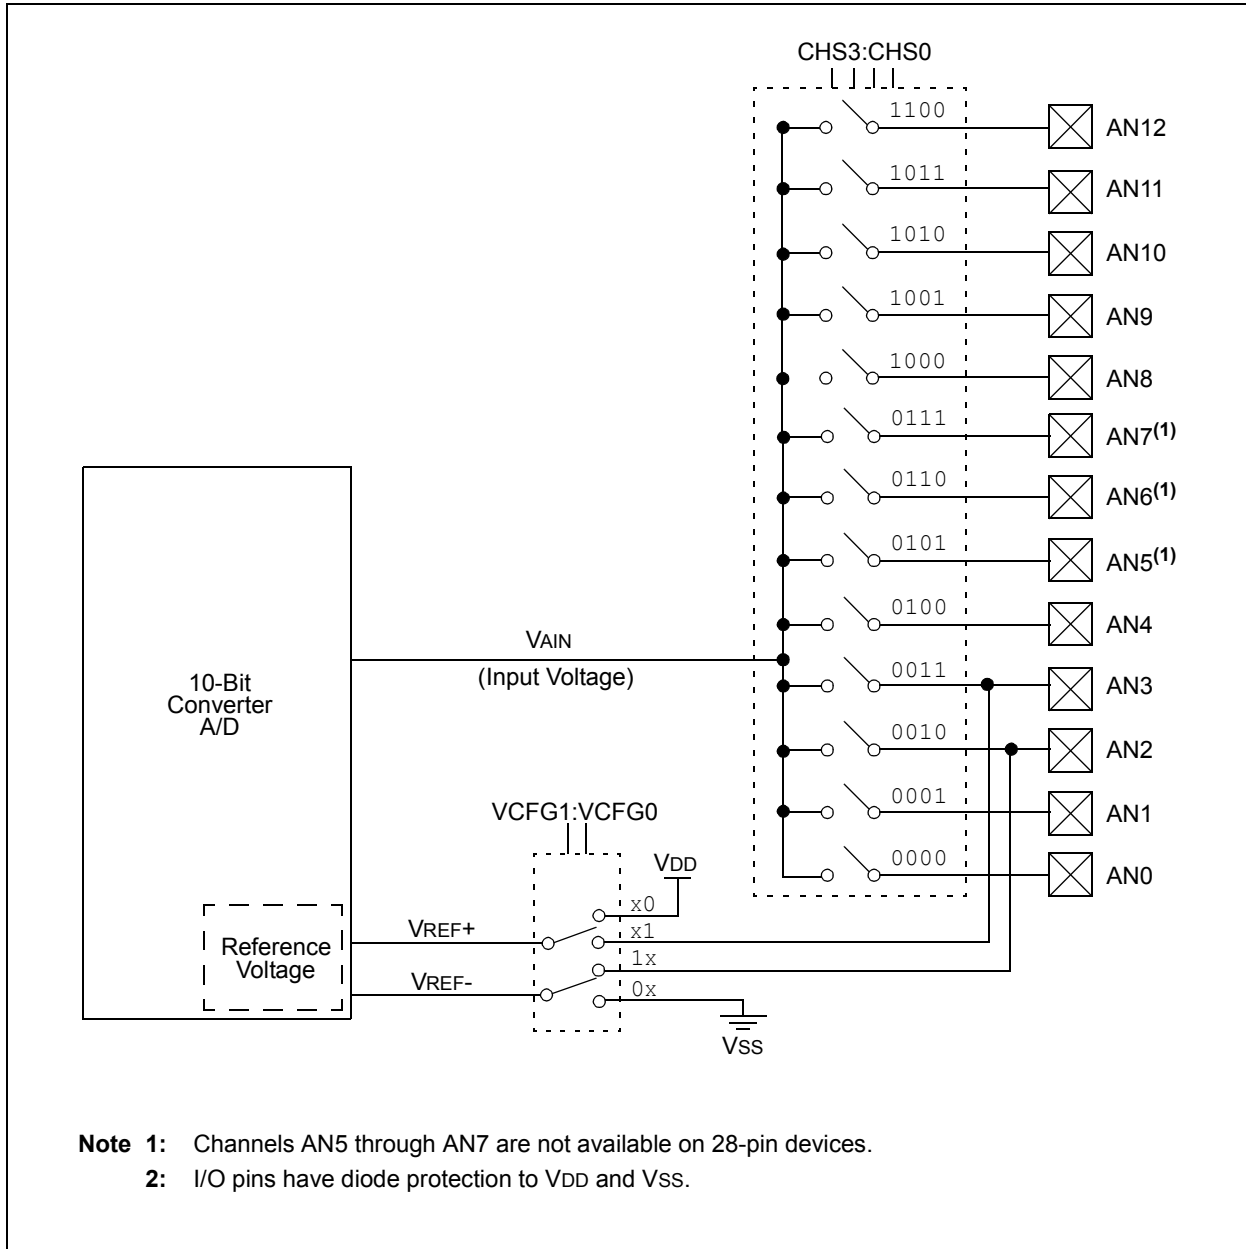 CHS3:CHS0
1100 AN12
1011 AN11
1010 AN10
1001 AN9
1000 AN8
0111 AN7(1)
0110 AN6(1)
0101 AN5(1)
0100 AN4
VAIN
(Input Voltage)
0011 AN3
10-Bit
Converter
A/D
0010 AN2
0001 AN1
VCFG1:VCFG0
0000 AN0
VDD
x0
VREF+
x1
Reference
Voltage
1x
VREF-
0x
VSS
Note 1: Channels AN5 through AN7 are not available on 28-pin devices.
2: I/O pins have diode protection to VDD and VSS.